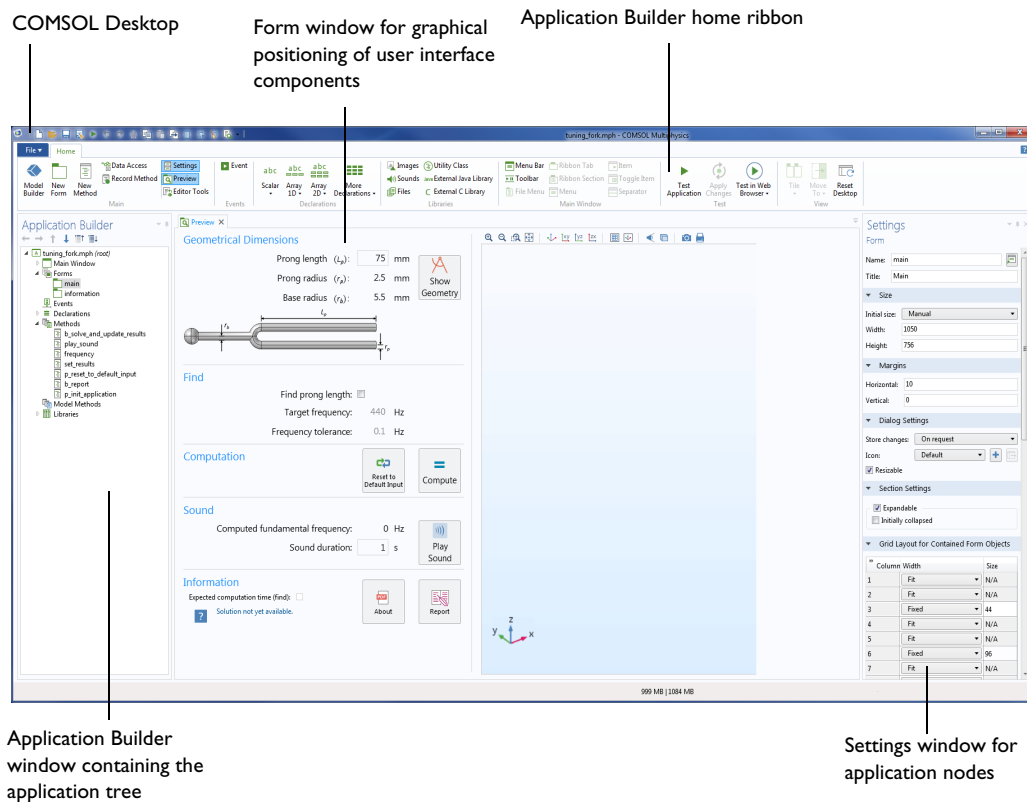 COMSOL Desktop
Form window for graphical
positioning of user interface
components
Application Builder home ribbon
tuning_fork.mph - COMSOL Multiphysics
File Home
Model Builder
New Form
New Method
Data Access
Record Method
Settings
Preview
Editor Tools
Main
Event
Events
abc Scalar
abc Array 1D
abc Array 2D
More Declarations
Declarations
Images
Sounds
Files
Utility Class
External Java Library
C External C Library
Libraries
Menu Bar
Toolbar
File Menu
Ribbon Tab
Ribbon Section
Menu
Item
Toggle Item
Separator
Main Window
Test Application
Apply Changes
Test in Web Browser
Test
Tile
Move To
Reset Desktop
View
Application Builder
tuning_fork.mph (root)
Main Window
Forms
main
information
Events
Declarations
Methods
b_solve_and_update_results
play_sound
frequency
set_results
p_reset_to_default_input
b_report
p_init_application
Model Methods
Libraries
Preview
Geometrical Dimensions
Prong length (Lp): 75 mm
Prong radius (rp): 2.5 mm
Base radius (rb): 5.5 mm
Show
Geometry
Lp
rb
rp
Find
Find prong length:
Target frequency: 440 Hz
Frequency tolerance: 0.1 Hz
Computation
Reset to
Default Input
Compute
Sound
Computed fundamental frequency: 0 Hz
Sound duration: 1 s
Play
Sound
Information
Expected computation time (find):
Solution not yet available.
About
Report
z
y x
Settings
Form
Name: main
Title: Main
Size
Initial size: Manual
Width: 1050
Height: 756
Margins
Horizontal: 10
Vertical: 0
Dialog Settings
Store changes: On request
Icon: Default
Resizable
Section Settings
Expandable
Initially collapsed
Grid Layout for Contained Form Objects
Column Width Size
1 Fit N/A
2 Fit N/A
3 Fixed 44
4 Fit N/A
5 Fit N/A
6 Fixed 96
7 Fit N/A
999 MB | 1084 MB
Application Builder
window containing the
application tree
Settings window for
application nodes